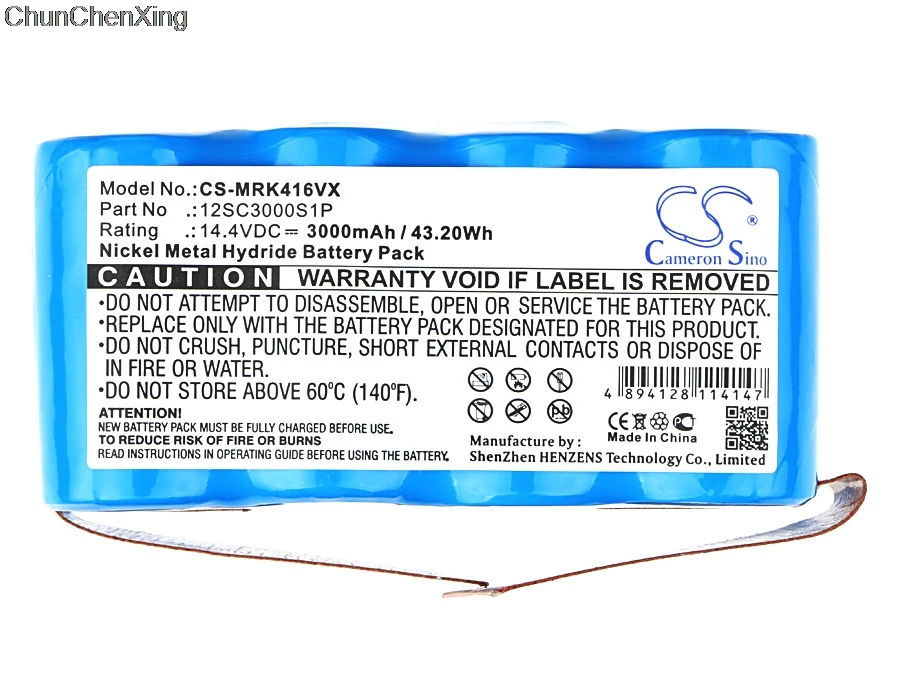 ChunChenXing
Model No.:CS-MRK416VX
Part No .:12SC3000S1P
Rating .:14.4VDC⎓ 3000mAh / 43.20Wh
Nickel Metal Hydride Battery Pack
CS®
Cameron Sino
CAUTION WARRANTY VOID IF LABEL IS REMOVED
•DO NOT ATTEMPT TO DISASSEMBLE, OPEN OR SERVICE THE BATTERY PACK.
•REPLACE ONLY WITH THE BATTERY PACK DESIGNATED FOR THIS PRODUCT.
•DO NOT CRUSH, PUNCTURE, SHORT EXTERNAL CONTACTS OR DISPOSE OF
IN FIRE OR WATER.
•DO NOT STORE ABOVE 60°C (140°F).
ATTENTION!
NEW BATTERY PACK MUST BE CHARGED BEFORE USE.
TO REDUCE RISK OF FIRE OR BURNS
READ INSTRUCTIONS IN OPERATING GUIDE BEFORE USING THE BATTERY.
4 894128 114147
CE
Pb
Made In China
Manufacture by :
ShenZhen HENZENS Technology Co., Limited